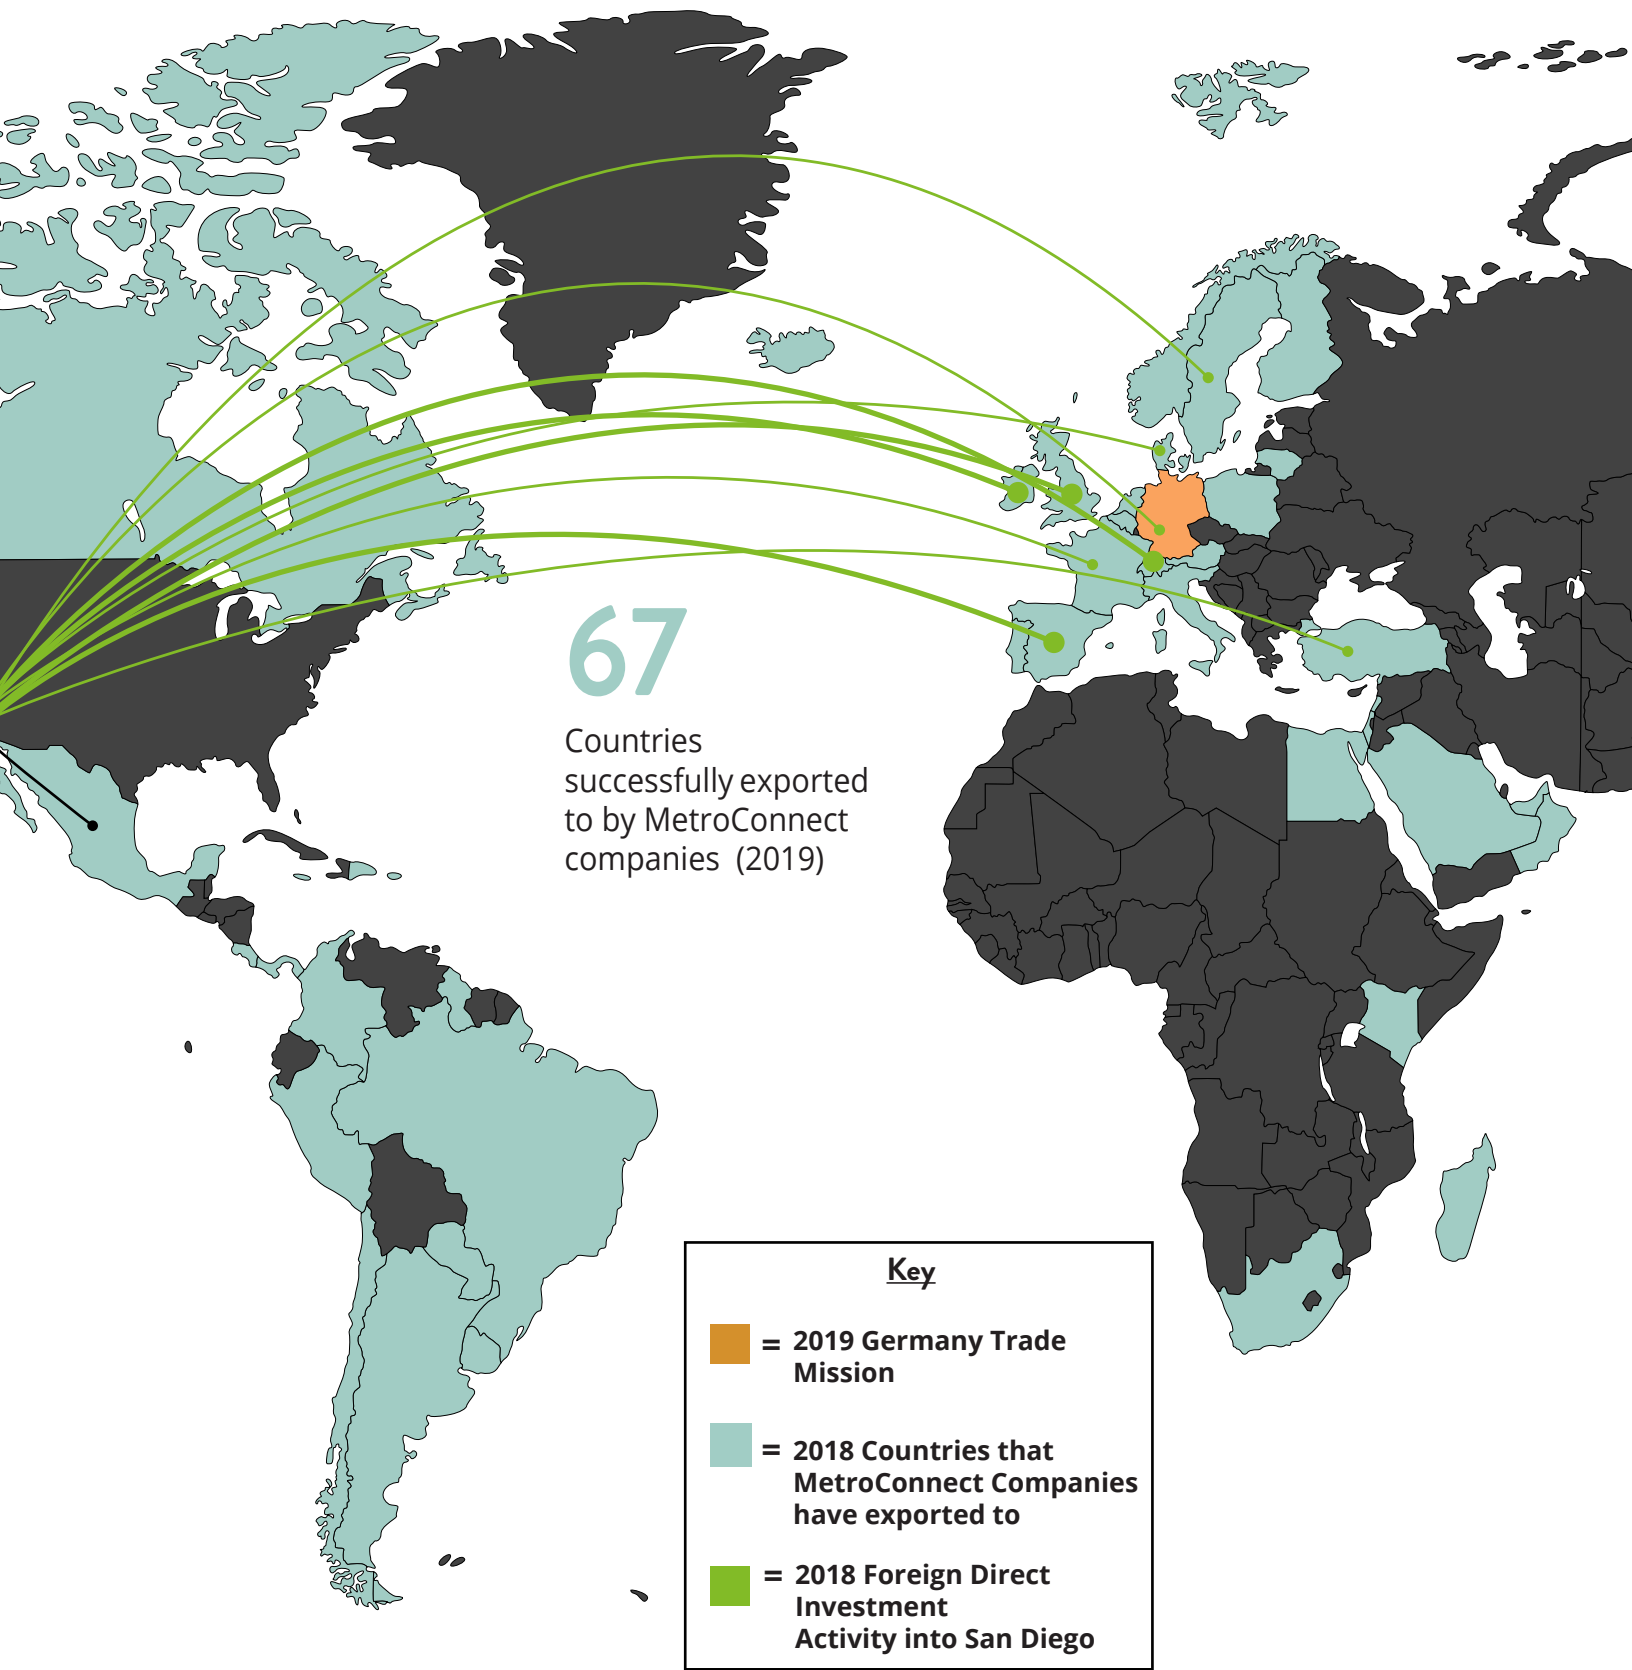 67
Countries
successfully exported
to by MetroConnect
companies (2019)
Key
= 2019 Germany Trade
Mission
= 2018 Countries that
MetroConnect Companies
have exported to
= 2018 Foreign Direct
Investment
Activity into San Diego